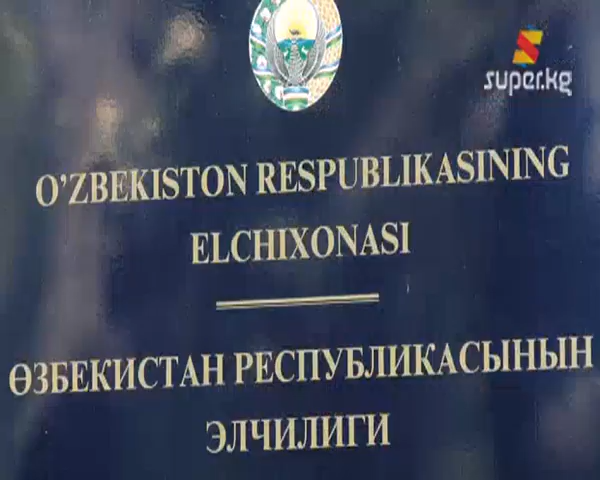 super.kg
O'ZBEKISTON RESPUBLIKASINING
ELCHIXONASI
ӨЗБЕКИСТАН РЕСПУБЛИКАСЫНЫН
ЭЛЧИЛИГИ